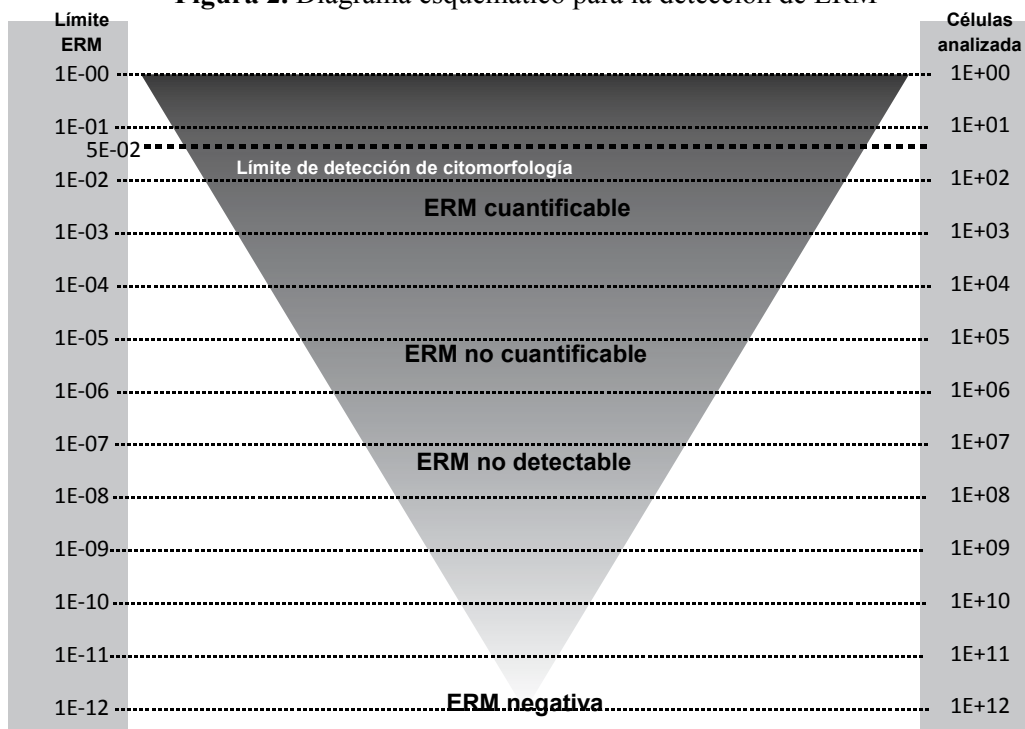 Figura 2. Diagrama esquemático para la detección de ERM
Límite ERM
Células analizada
1E-00 1E+00
1E-01 1E+01
5E-02
Límite de detección de citomorfología
1E-02 1E+02
ERM cuantificable
1E-03 1E+03
1E-04 1E+04
1E-05 1E+05
ERM no cuantificable
1E-06 1E+06
1E-07 1E+07
ERM no detectable
1E-08 1E+08
1E-09 1E+09
1E-10 1E+10
1E-11 1E+11
1E-12 ERM negativa 1E+12